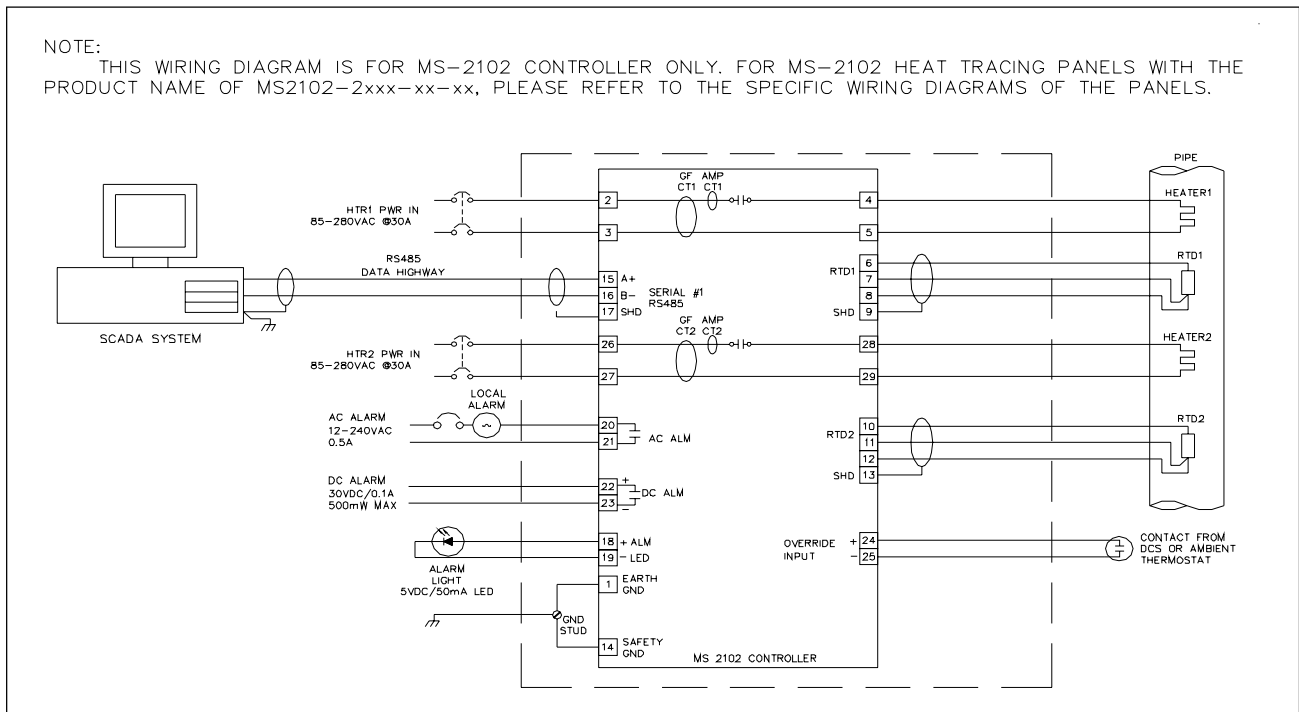 NOTE:
THIS WIRING DIAGRAM IS FOR MS-2102 CONTROLLER ONLY. FOR MS-2102 HEAT TRACING PANELS WITH THE
PRODUCT NAME OF MS2102-2xxx-xx-xx, PLEASE REFER TO THE SPECIFIC WIRING DIAGRAMS OF THE PANELS.
SCADA SYSTEM
HTR1 PWR IN
85-280VAC @30A
RS485
DATA HIGHWAY
HTR2 PWR IN
85-280VAC @30A
LOCAL
ALARM
AC ALARM
12-240VAC
0.5A
~
DC ALARM
30VDC/0.1A
500mW MAX
ALARM
LIGHT
5VDC/50mA LED
GND
STUD
2
3
GF AMP
CT1 CT1
15 A+
16 B-
17 SHD
SERIAL #1
RS485
26
27
GF AMP
CT2 CT2
20
21
AC ALM
22 +
23 -
DC ALM
18 + ALM
19 - LED
1 EARTH
GND
14 SAFETY
GND
MS 2102 CONTROLLER
4
5
RTD1
6
7
8
SHD 9
28
29
RTD2
10
11
12
SHD 13
OVERRIDE
INPUT
+ 24
- 25
PIPE
HEATER1
RTD1
HEATER2
RTD2
CONTACT FROM
DCS OR AMBIENT
THERMOSTAT